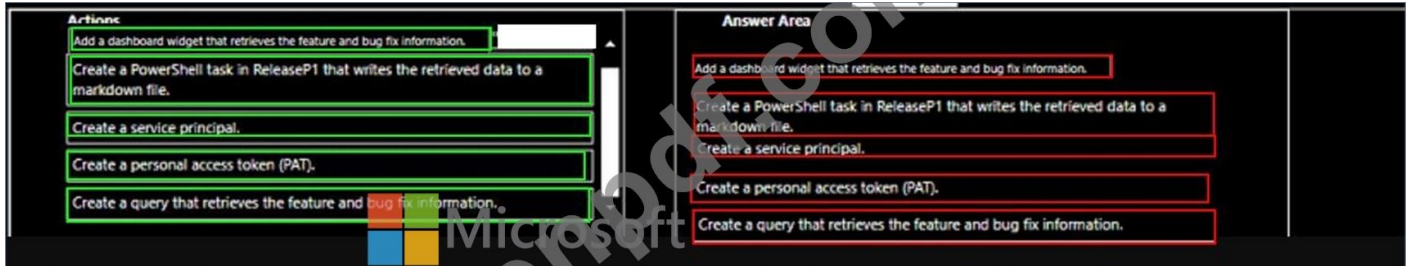 Actions
Add a dashboard widget that retrieves the feature and bug fix information.
Create a PowerShell task in ReleaseP1 that writes the retrieved data to a
markdown file.
Create a service principal.
Create a personal access token (PAT).
Create a query that retrieves the feature and bug fix information.
Answer Area
Add a dashboard widget that retrieves the feature and bug fix information.
Create a PowerShell task in ReleaseP1 that writes the retrieved data to a
markdown file.
Create a service principal.
Create a personal access token (PAT).
Create a query that retrieves the feature and bug fix information.
Microsoft